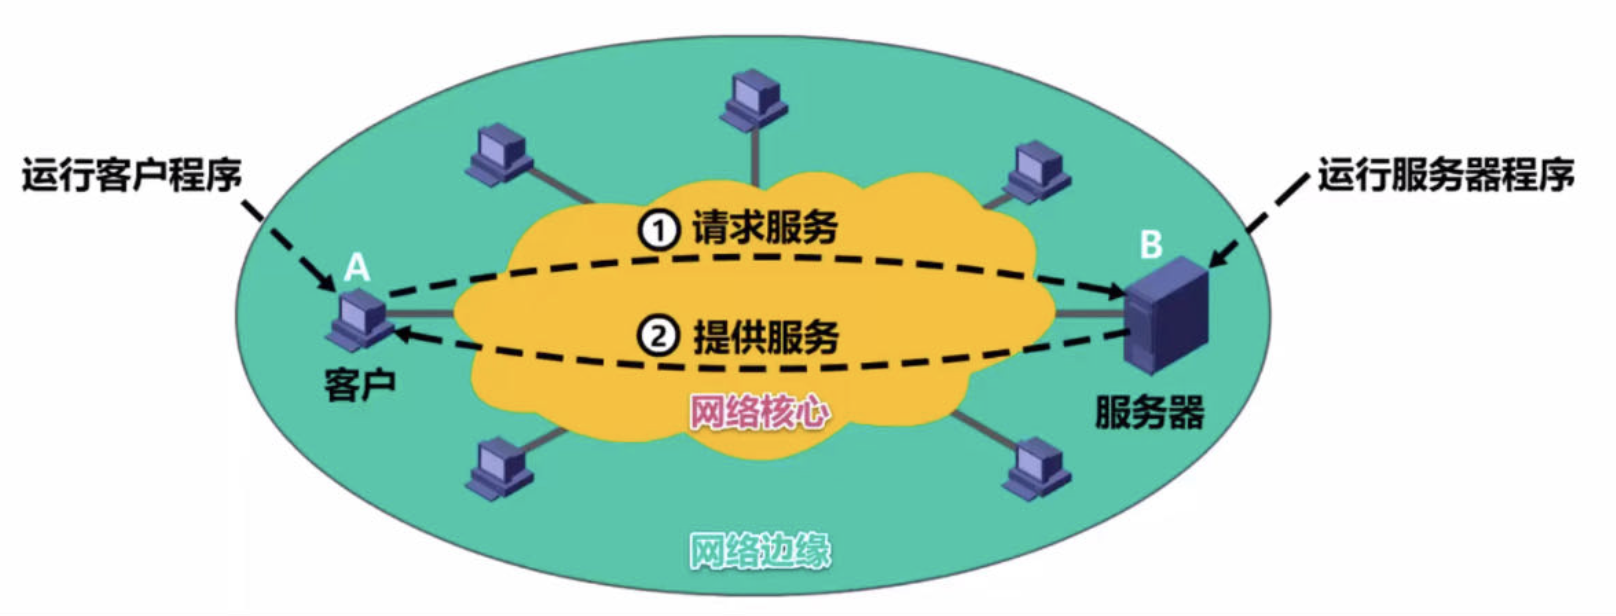 运行客户程序
运行服务器程序
① 请求服务
A
B
② 提供服务
客户
服务器
网络核心
网络边缘